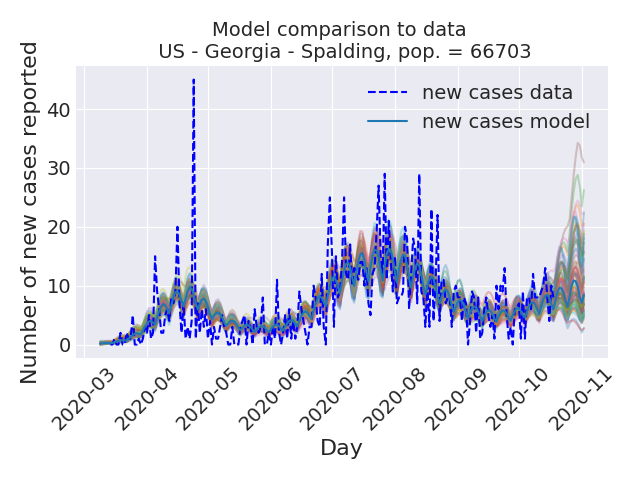 Model comparison to data
US - Georgia - Spalding, pop. = 66703
Number of new cases reported
40
30
20
10
0
new cases data
new cases model
2020-03
2020-04
2020-05
2020-06
2020-07
2020-08
2020-09
2020-10
2020-11
Day